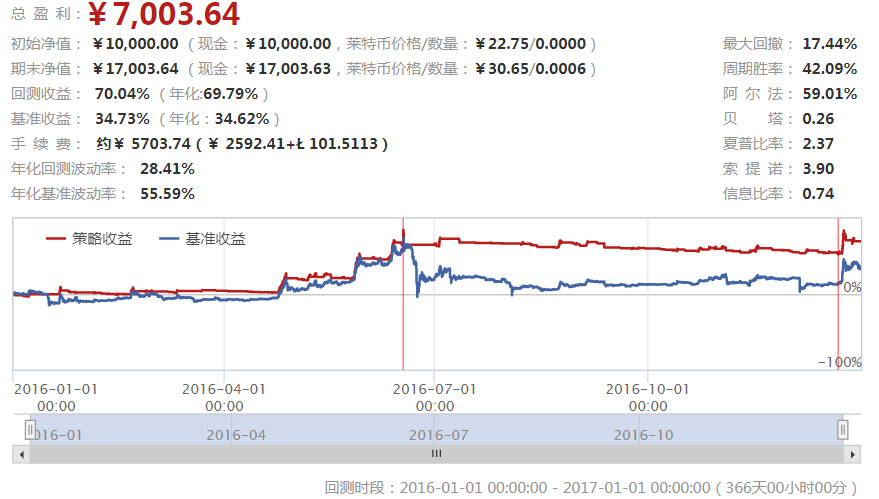 总 盈 利：￥7,003.64
初始净值：￥10,000.00（现金：￥10,000.00，莱特币价格/数量：￥22.75/0.0000）
最大回撤：17.44%
期末净值：￥17,003.64（现金：￥17,003.63，莱特币价格/数量：￥30.65/0.0006）
周期胜率：42.09%
回测收益：70.04%（年化:69.79%）
阿 尔 法：59.01%
基准收益：34.73%（年化：34.62%）
贝 塔：0.26
手 续 费： 约￥ 5703.74 ( ￥ 2592.41+Ł 101.5113 )
夏普比率：2.37
年化回测波动率： 28.41%
索 提 诺：3.90
年化基准波动率： 55.59%
信息比率：0.74
策略收益 基准收益
0%
-100%
2016-01-01 2016-04-01 2016-07-01 2016-10-01
00:00 00:00 00:00 00:00
2016-01 2016-04 2016-07 2016-10
回测时段：2016-01-01 00:00:00 - 2017-01-01 00:00:00（366天00小时00分）